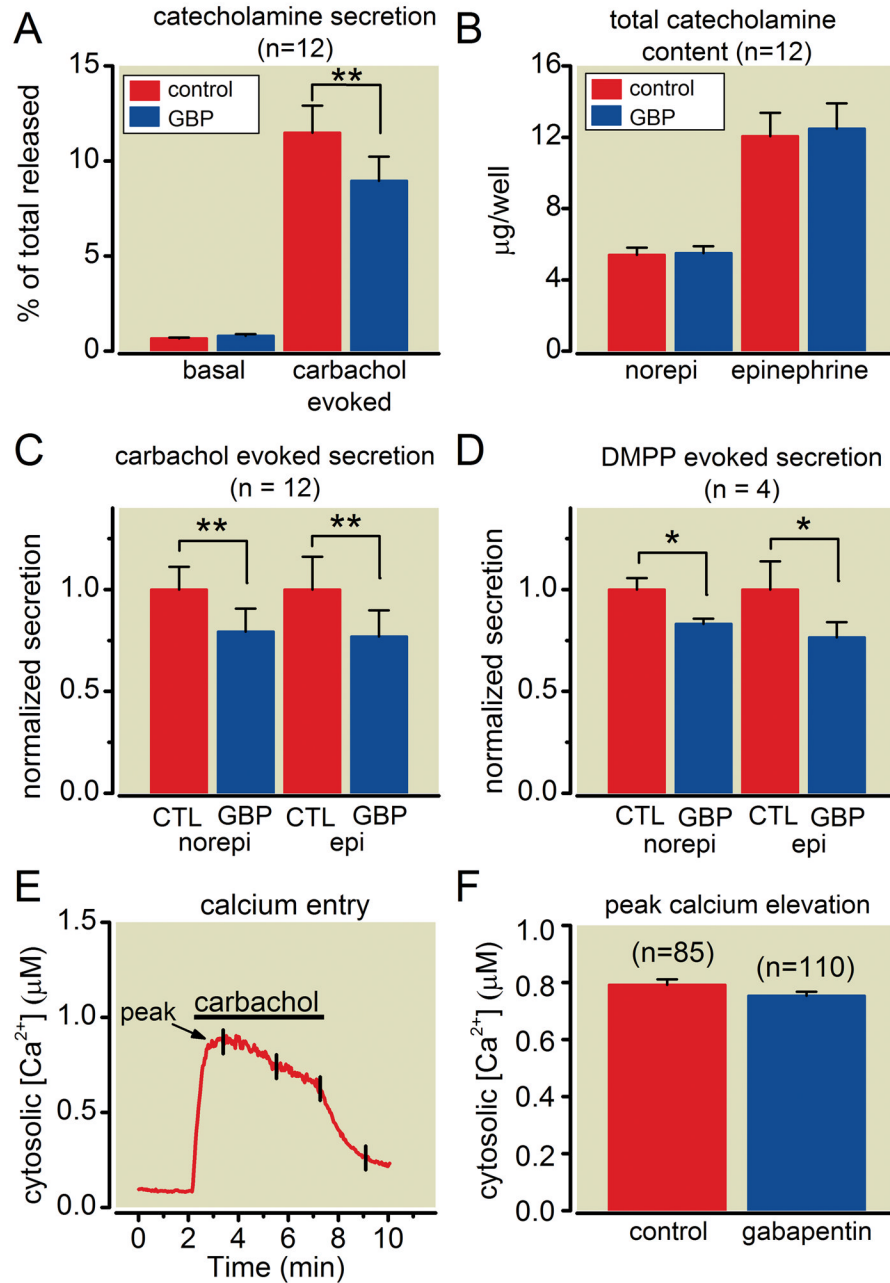 A
catecholamine secretion
(n=12)
% of total released
15
10
5
0
control
GBP
**
basal
carbachol
evoked
B
total catecholamine
content (n=12)
μg/well
16
12
8
4
0
control
GBP
norepi
epinephrine
C
carbachol evoked secretion
(n = 12)
normalized secretion
1.0
0.5
0.0
**
**
CTL GBP CTL GBP
norepi epi
D
DMPP evoked secretion
(n = 4)
normalized secretion
1.0
0.5
0.0
*
*
CTL GBP CTL GBP
norepi epi
E
calcium entry
cytosolic [Ca²⁺] (μM)
1.5
1.0
0.5
0.0
peak
carbachol
0 2 4 6 8 10
Time (min)
F
peak calcium elevation
cytosolic [Ca²⁺] (μM)
1.0
0.8
0.6
0.4
0.2
0.0
(n=85)
(n=110)
control gabapentin